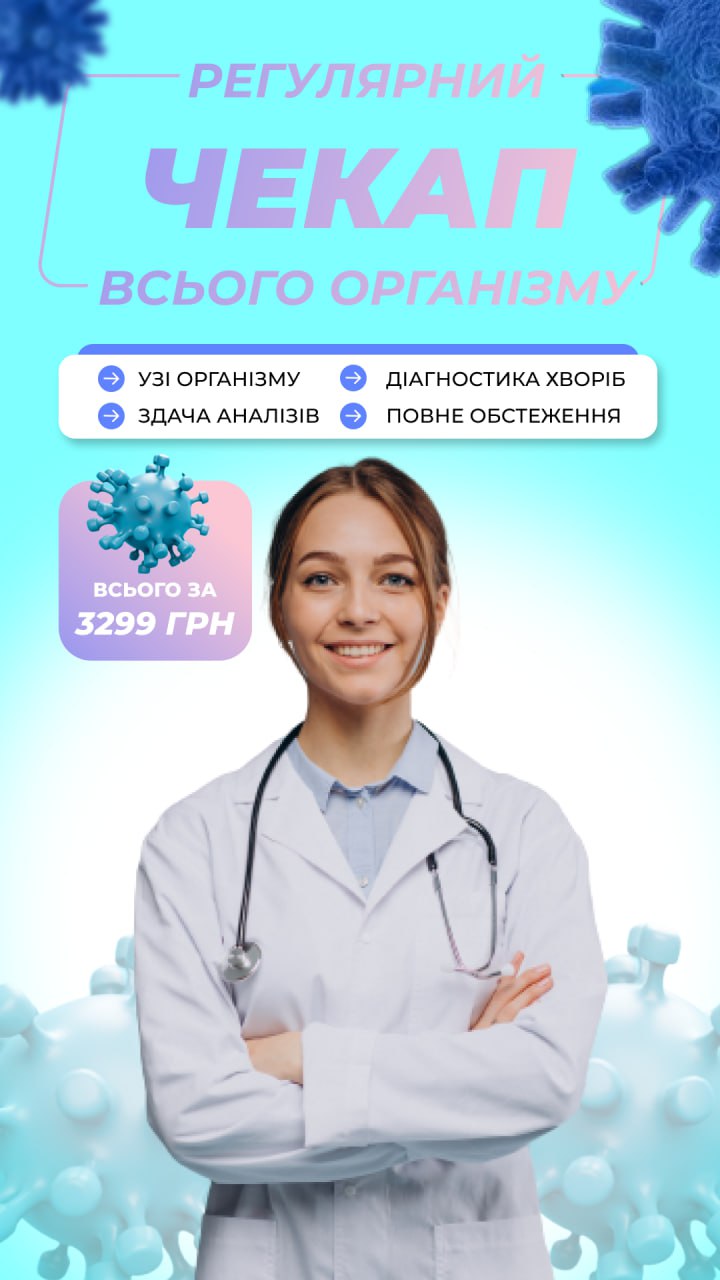 РЕГУЛЯРНИЙ
ЧЕКАП
ВСЬОГО ОРГАНІЗМУ
УЗІ ОРГАНІЗМУ
ДІАГНОСТИКА ХВОРІБ
ЗДАЧА АНАЛІЗІВ
ПОВНЕ ОБСТЕЖЕННЯ
ВСЬОГО ЗА
3299 ГРН